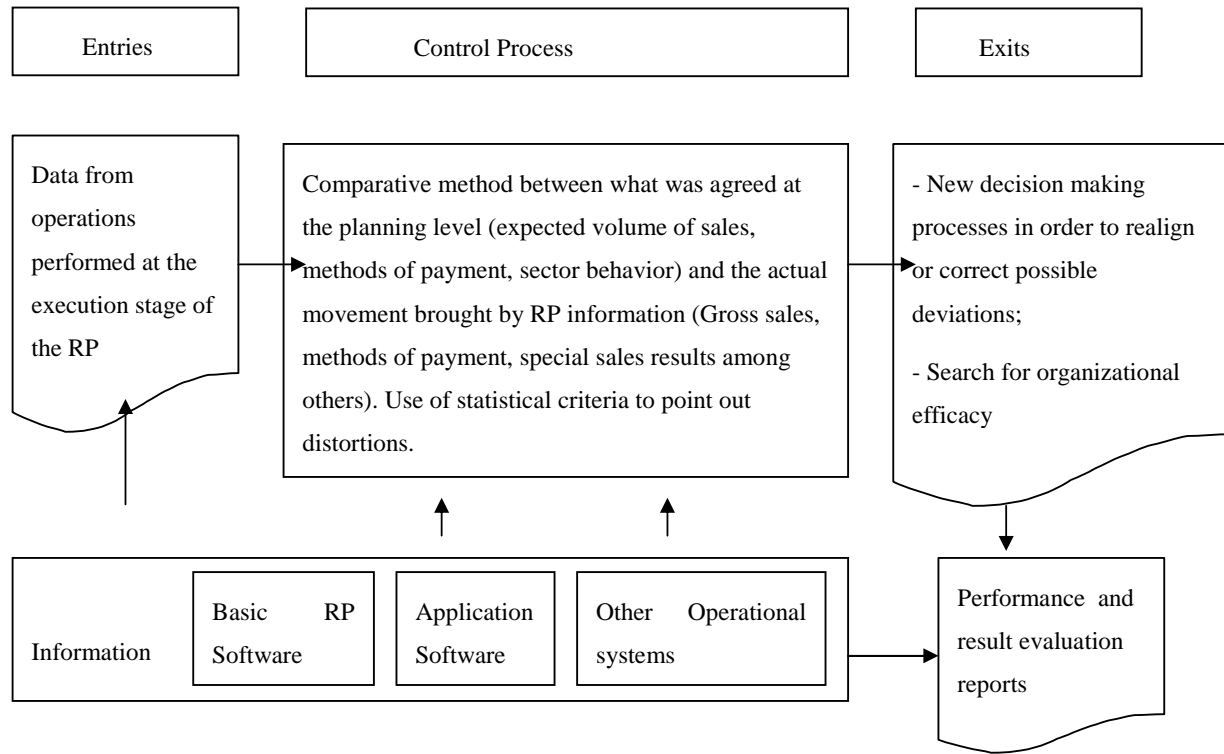 Entries
Control Process
Exits
Data from
operations
performed at the
execution stage of
the RP
Comparative method between what was agreed at
the planning level (expected volume of sales,
methods of payment, sector behavior) and the actual
movement brought by RP information (Gross sales,
methods of payment, special sales results among
others). Use of statistical criteria to point out
distortions.
- New decision making
processes in order to realign
or correct possible
deviations;
- Search for organizational
efficacy
Information
Basic RP
Software
Application
Software
Other Operational
systems
Performance and
result evaluation
reports